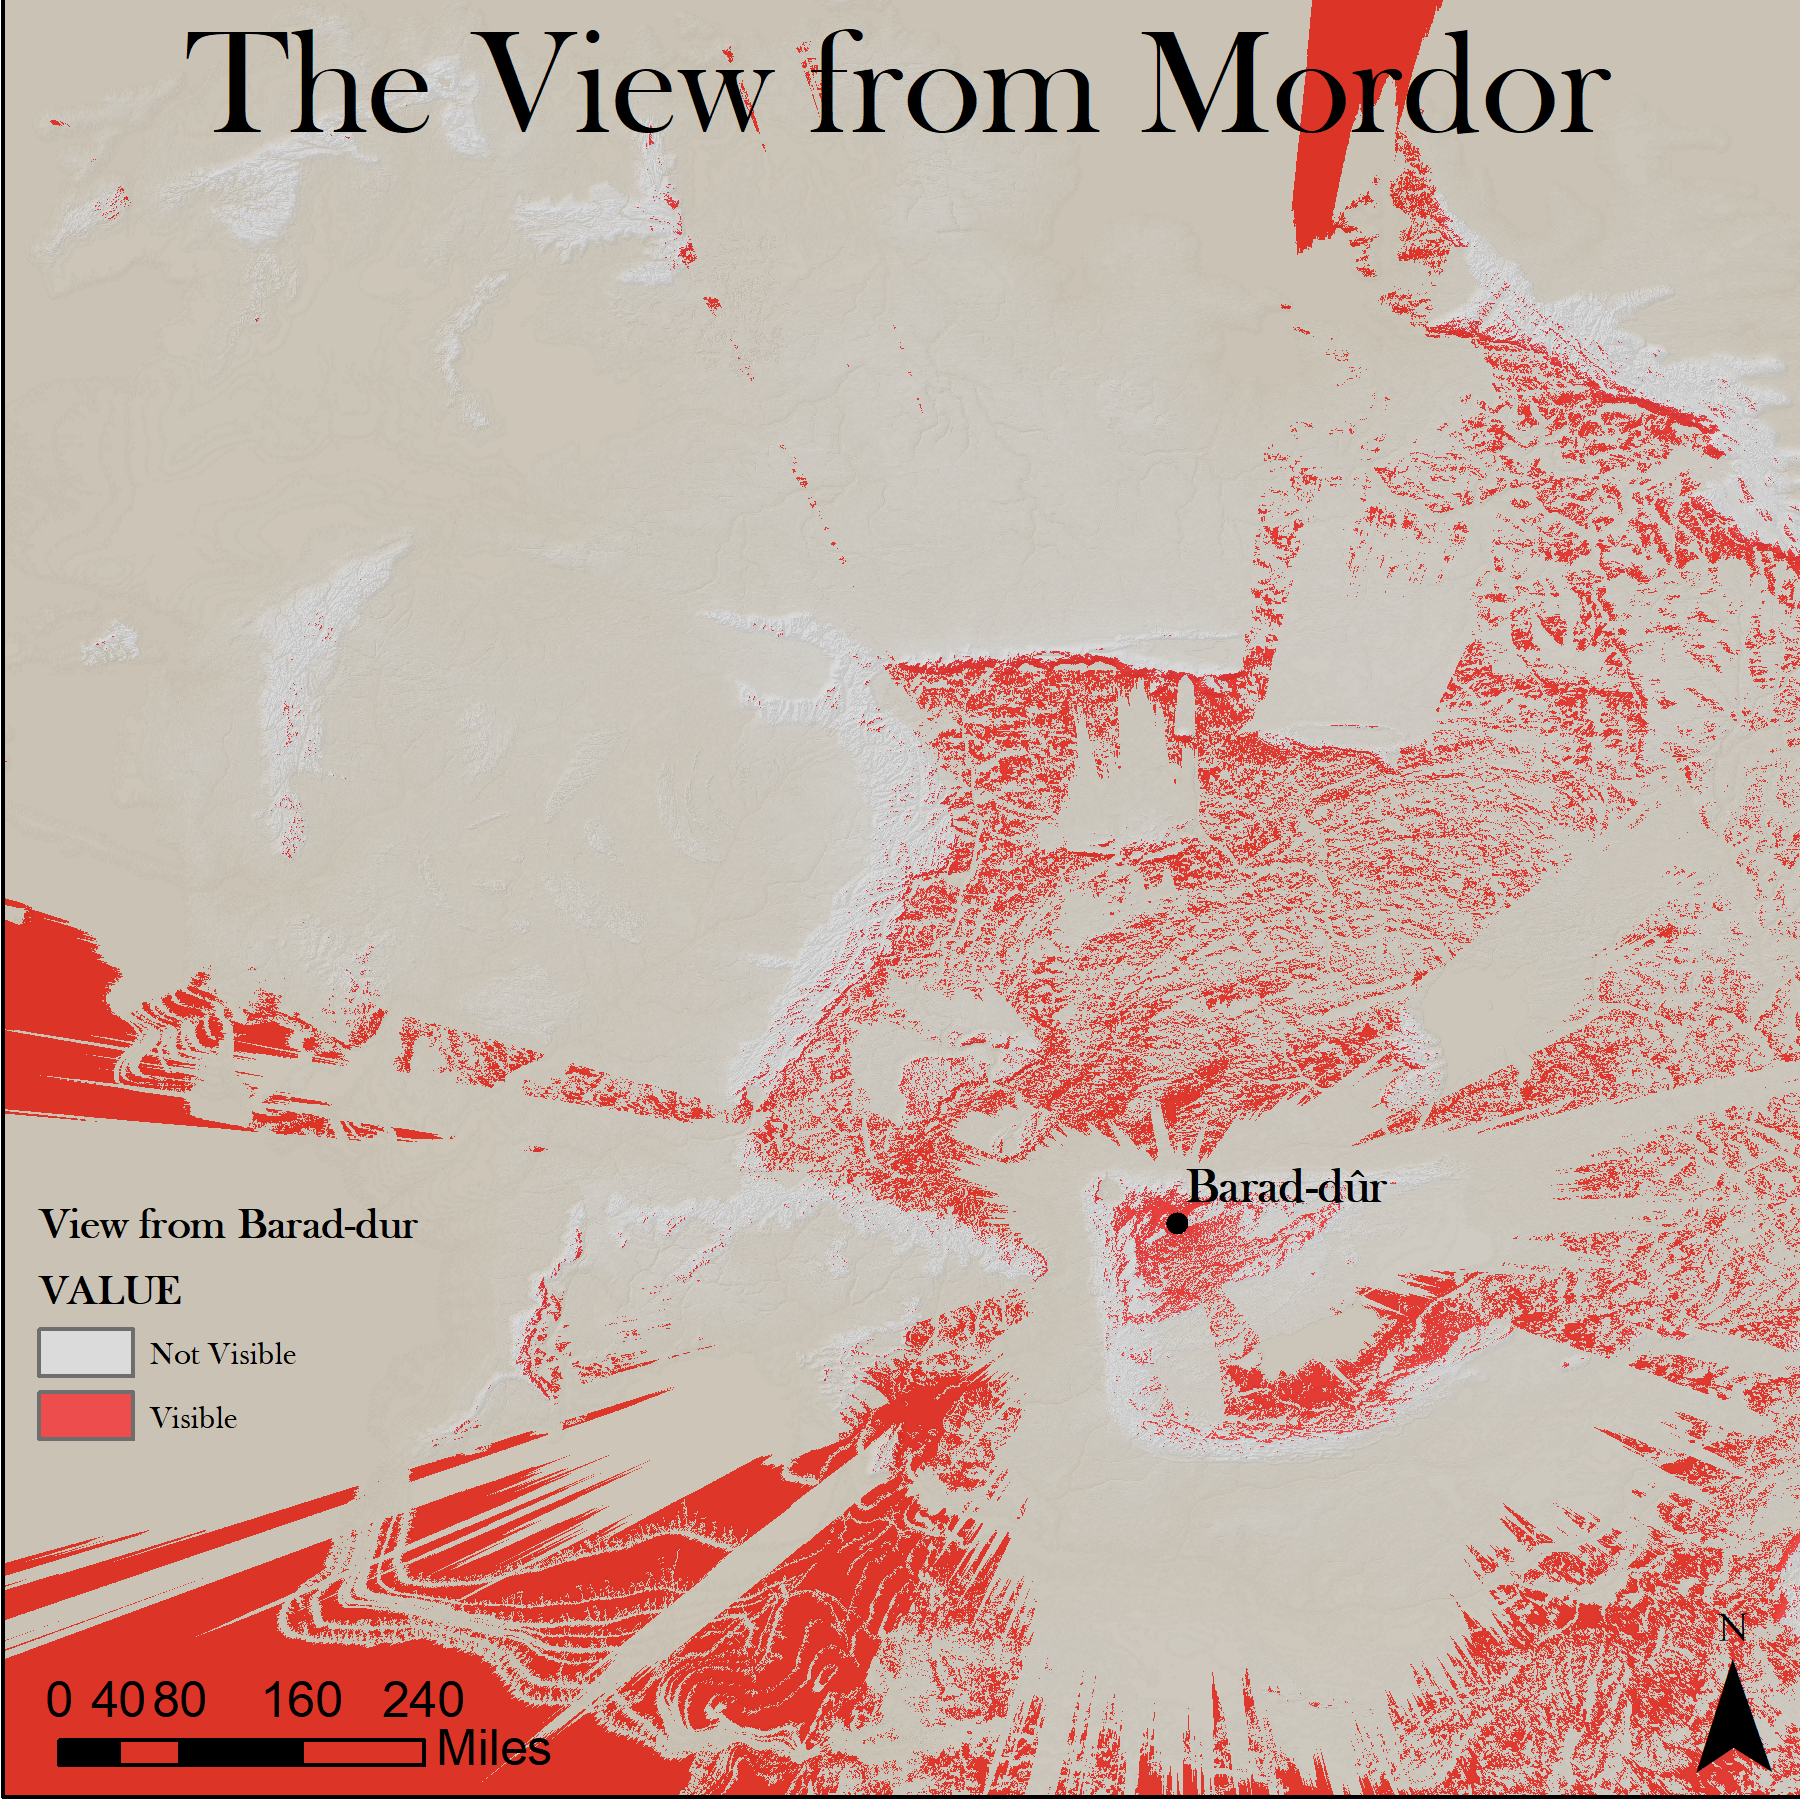 The View from Mordor
Barad-dûr
View from Barad-dur
VALUE
Not Visible
Visible
N
0 40 80 160 240
Miles